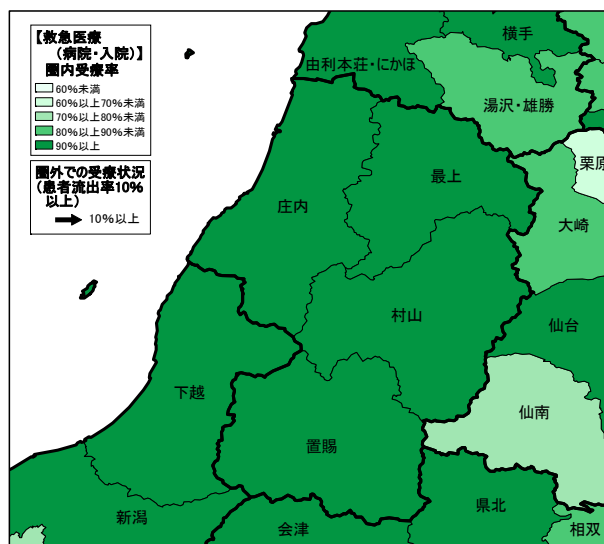 【救急医療
（病院・入院）】
圏内受療率
60%未満
60%以上70%未満
70%以上80%未満
80%以上90%未満
90%以上
圏外での受療状況
（患者流出率10%
以上）
10%以上
横手
由利本荘・にかほ
湯沢・雄勝
栗原
最上
庄内
大崎
村山
仙台
下越
仙南
置賜
県北
新潟
会津
相双